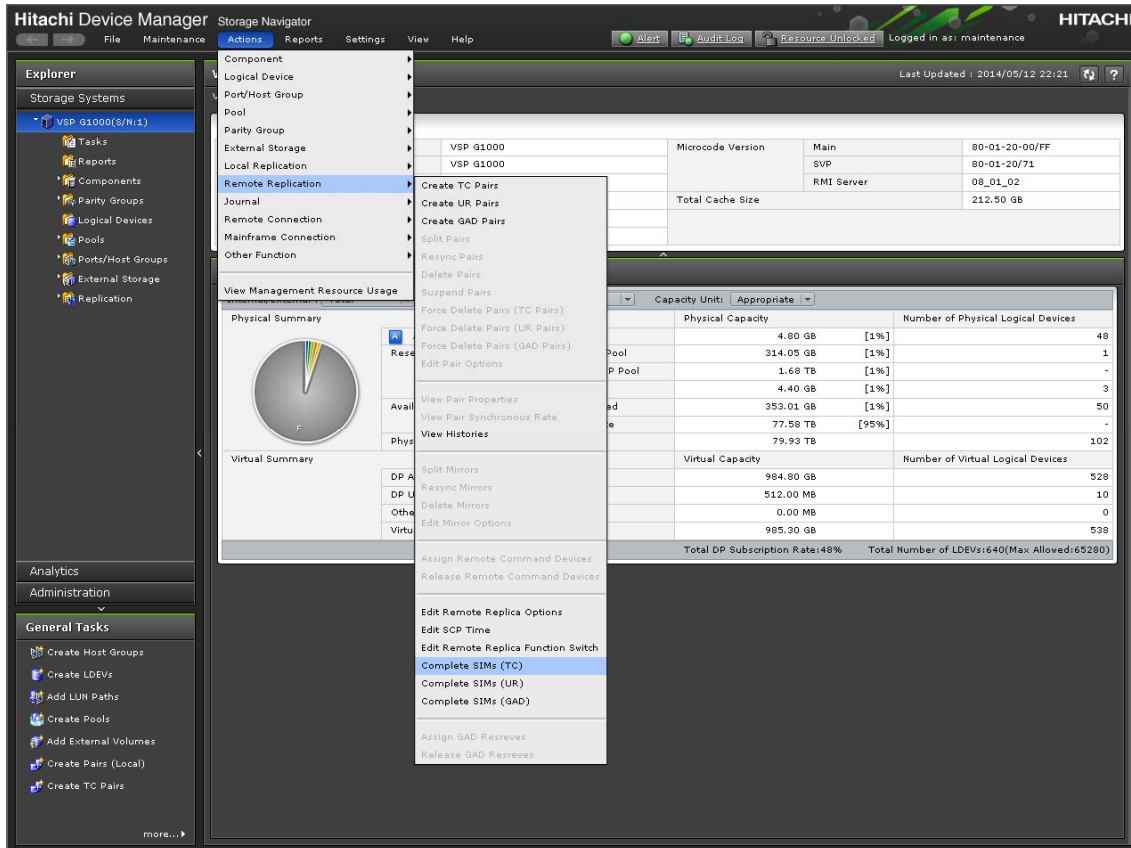 Hitachi Device Manager Storage Navigator
HITACHI
File Maintenance Actions Reports Settings View Help
Alert Audit Log Resource Unlocked Logged in as: maintenance
Explorer
Storage Systems
VSP G1000(S/N:1)
Tasks
Reports
Components
Parity Groups
Logical Devices
Pools
Ports/Host Groups
External Storage
Replication
Analytics
Administration
General Tasks
Create Host Groups
Create LDEVs
Add LUN Paths
Create Pools
Add External Volumes
Create Pairs (Local)
Create TC Pairs
more...
Component
Logical Device
Port/Host Group
Pool
Parity Group
External Storage
Local Replication
Remote Replication
Journal
Remote Connection
Mainframe Connection
Other Function
View Management Resource Usage
Create TC Pairs
Create UR Pairs
Create GAD Pairs
Split Pairs
Resync Pairs
Delete Pairs
Suspend Pairs
Force Delete Pairs (TC Pairs)
Force Delete Pairs (UR Pairs)
Force Delete Pairs (GAD Pairs)
Edit Pair Options
View Pair Properties
View Pair Synchronous Rate
View Histories
Split Mirrors
Resync Mirrors
Delete Mirrors
Edit Mirror Options
Assign Remote Command Devices
Release Remote Command Devices
Edit Remote Replica Options
Edit SCP Time
Edit Remote Replica Function Switch
Complete SIMs (TC)
Complete SIMs (UR)
Complete SIMs (GAD)
Assign GAD Resreves
Release GAD Resreves
Last Updated : 2014/05/12 22:21
VSP G1000 Microcode Version Main 80-01-20-00/FF
VSP G1000 SVP 80-01-20/71
RMI Server 08_01_02
Total Cache Size 212.50 GB
Capacity Unit: Appropriate
Physical Summary Physical Capacity Number of Physical Logical Devices
A 4.80 GB [1%] 48
Rese Pool 314.05 GB [1%] 1
P Pool 1.68 TB [1%] -
4.40 GB [1%] 3
Avail ed 353.01 GB [1%] 50
F e 77.58 TB [95%] -
Phys 79.93 TB 102
Virtual Summary Virtual Capacity Number of Virtual Logical Devices
DP A 984.80 GB 528
DP U 512.00 MB 10
Othe 0.00 MB 0
Virtu 985.30 GB 538
Total DP Subscription Rate:48% Total Number of LDEVs:640(Max Allowed:65280)